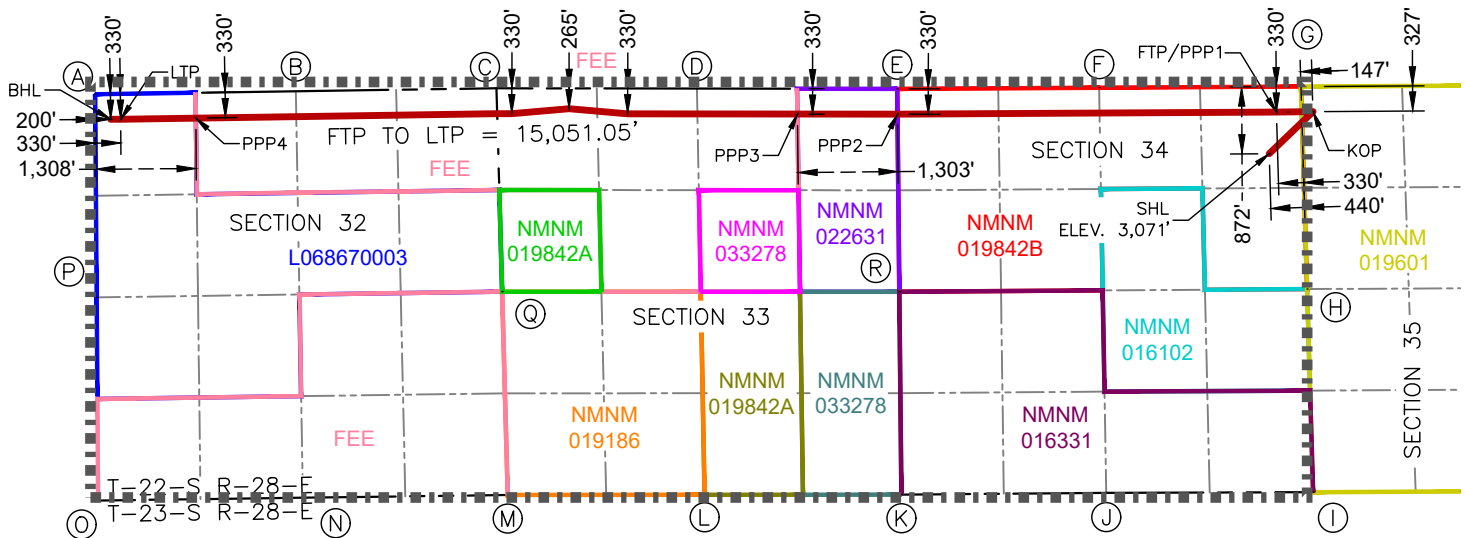 330'
330'
330'
265'
330'
330'
330'
330'
327'
A
B
C
FEE
D
E
F
G
FTP/PPP1
147'
LTP
BHL
200'
330'
1,308'
PPP4
FTP TO LTP = 15,051.05'
FEE
PPP3
PPP2
1,303'
SECTION 34
KOP
330'
440'
872'
SHL
ELEV. 3,071'
SECTION 32
L068670003
NMNM
019842A
NMNM
033278
NMNM
022631
NMNM
019842B
NMNM
019601
P
Q
R
H
SECTION 33
NMNM
016102
SECTION 35
NMNM
019842A
NMNM
033278
NMNM
019186
NMNM
016331
FEE
T-22-S R-28-E
T-23-S R-28-E
O
N
M
L
K
J
I